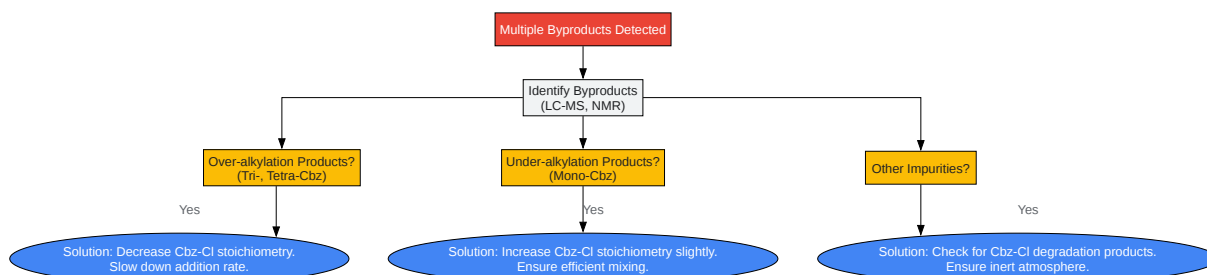 Multiple Byproducts Detected
Identify Byproducts
(LC-MS, NMR)
Over-alkylation Products?
(Tri-, Tetra-Cbz)
Under-alkylation Products?
(Mono-Cbz)
Other Impurities?
Yes
Yes
Yes
Solution: Decrease Cbz-Cl stoichiometry.
Slow down addition rate.
Solution: Increase Cbz-Cl stoichiometry slightly.
Ensure efficient mixing.
Solution: Check for Cbz-Cl degradation products.
Ensure inert atmosphere.